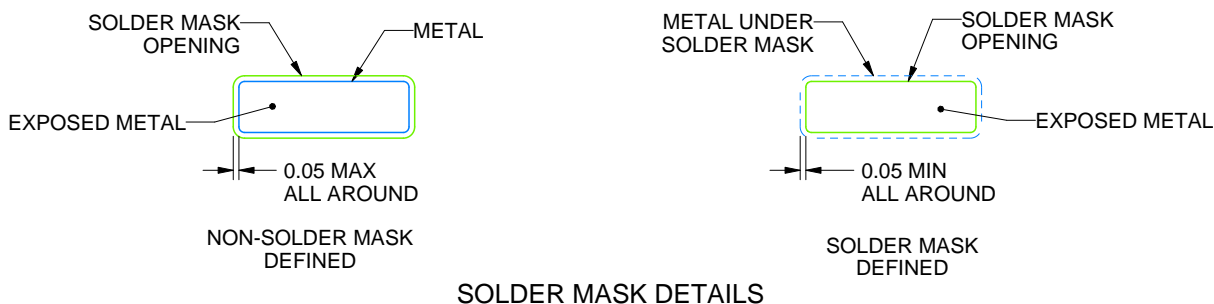 SOLDER MASK
OPENING
METAL
EXPOSED METAL
0.05 MAX
ALL AROUND
NON-SOLDER MASK
DEFINED
METAL UNDER
SOLDER MASK
SOLDER MASK
OPENING
EXPOSED METAL
0.05 MIN
ALL AROUND
SOLDER MASK
DEFINED
SOLDER MASK DETAILS